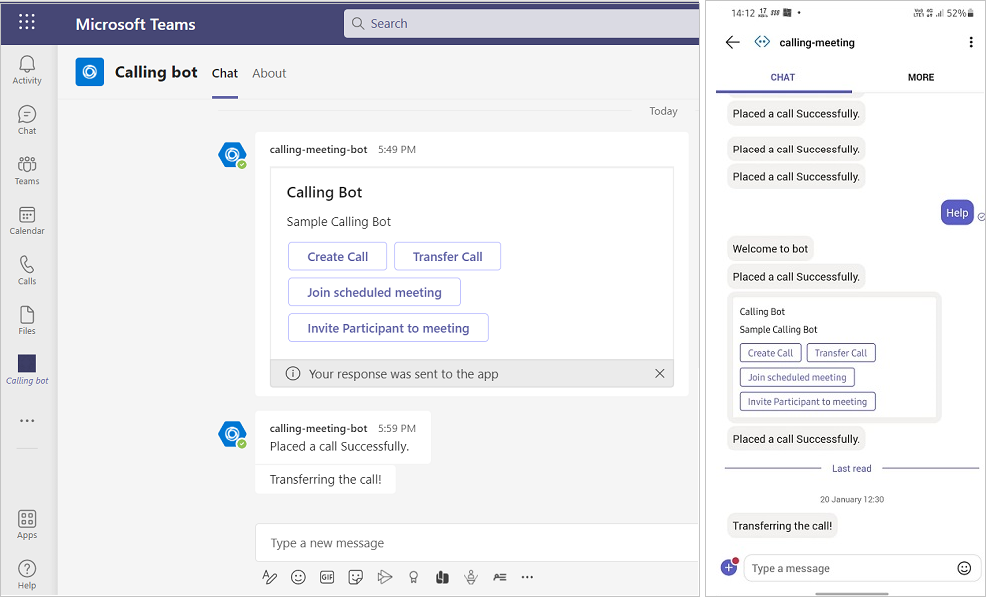 Microsoft Teams
Search
Activity
Chat
Teams
Calendar
Calls
Files
Calling bot
Apps
Help
Calling bot Chat About
Today
calling-meeting-bot 5:49 PM
Calling Bot
Sample Calling Bot
Create Call Transfer Call
Join scheduled meeting
Invite Participant to meeting
Your response was sent to the app
calling-meeting-bot 5:59 PM
Placed a call Successfully.
Transferring the call!
Type a new message
GIF
14:12 52%
calling-meeting
CHAT MORE
Placed a call Successfully.
Placed a call Successfully.
Placed a call Successfully.
Help
Welcome to bot
Placed a call Successfully.
Calling Bot
Sample Calling Bot
Create Call Transfer Call
Join scheduled meeting
Invite Participant to meeting
Placed a call Successfully.
Last read
20 January 12:30
Transferring the call!
Type a message